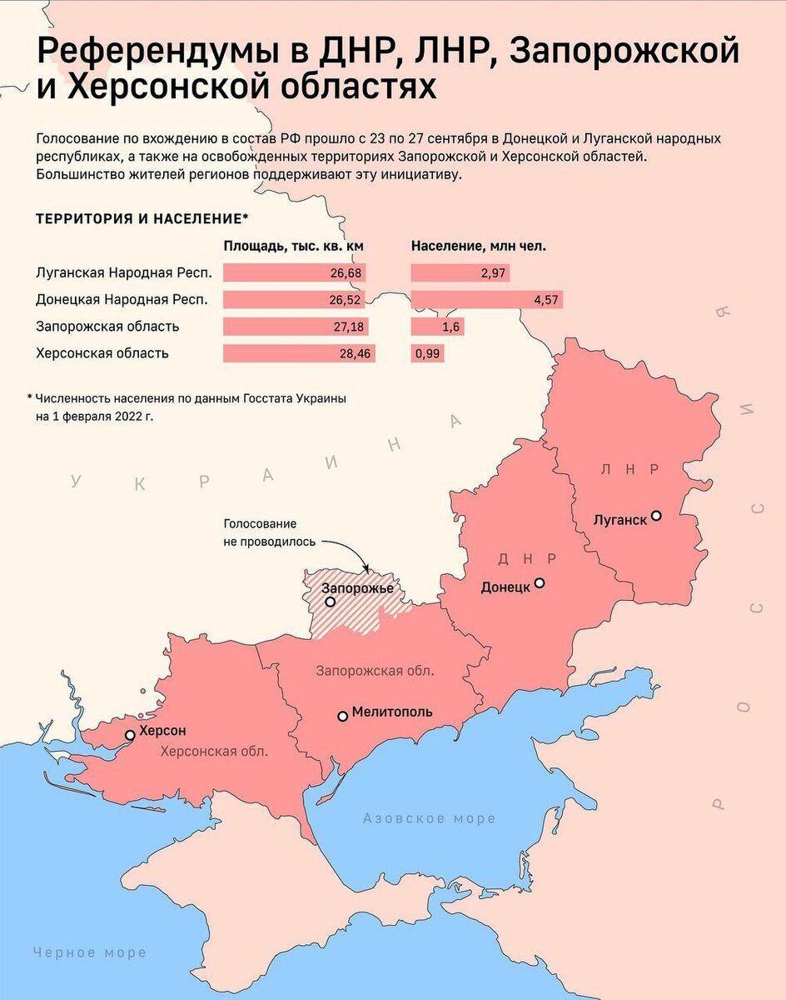 Референдумы в ДНР, ЛНР, Запорожской
и Херсонской областях
Голосование по вхождению в состав РФ прошло с 23 по 27 сентября в Донецкой и Луганской народных
республиках, а также на освобожденных территориях Запорожской и Херсонской областей.
Большинство жителей регионов поддерживают эту инициативу.
ТЕРРИТОРИЯ И НАСЕЛЕНИЕ*
Площадь, тыс. кв. км Население, млн чел.
Луганская Народная Респ. 26,68 2,97
Донецкая Народная Респ. 26,52 4,57
Запорожская область 27,18 1,6
Херсонская область 28,46 0,99
* Численность населения по данным Госстата Украины
на 1 февраля 2022 г.
УКРАИНА
РОССИЯ
ЛНР
Луганск
Голосование
не проводилось
ДНР
Донецк
Запорожье
Запорожская обл.
Мелитополь
Херсон
Херсонская обл.
Азовское море
Черное море